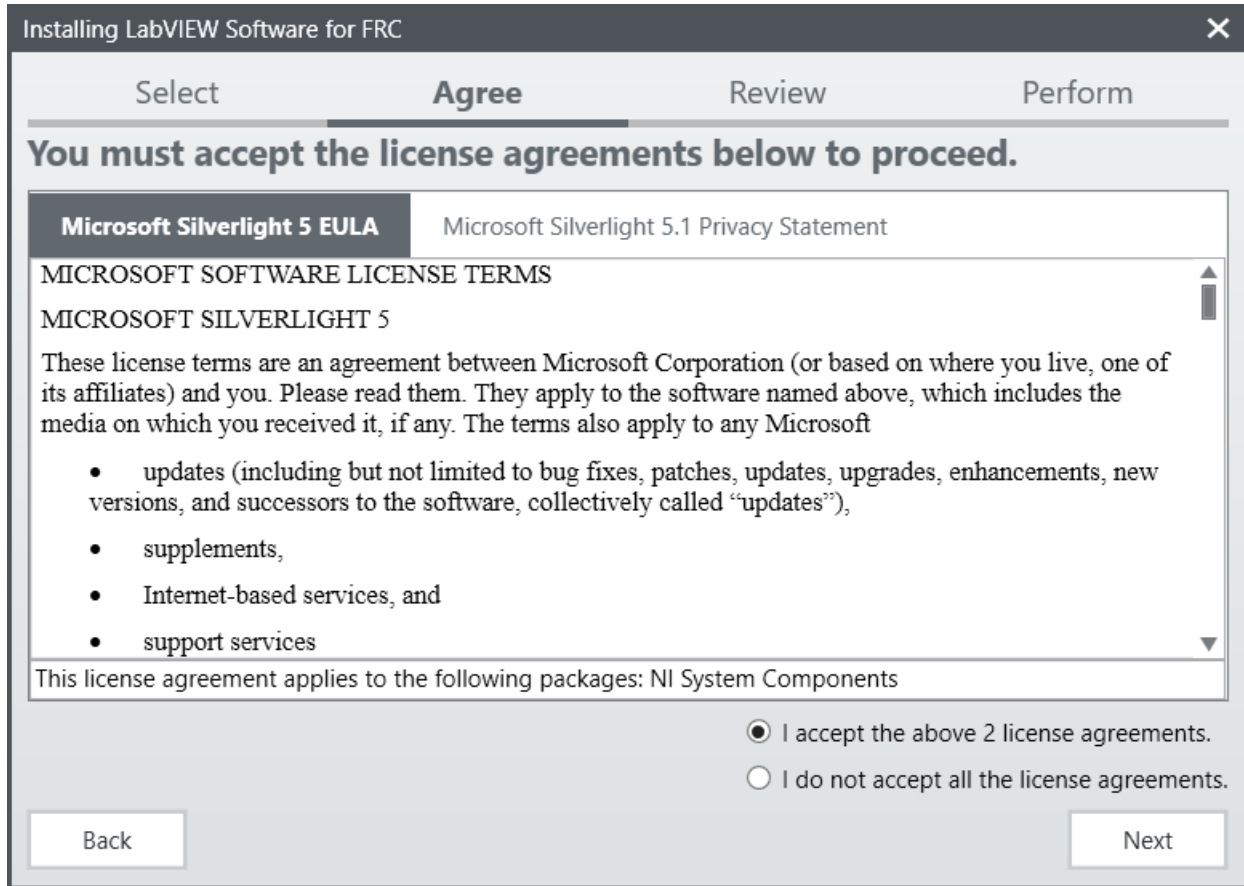 Installing LabVIEW Software for FRC
Select Agree Review Perform
You must accept the license agreements below to proceed.
Microsoft Silverlight 5 EULA Microsoft Silverlight 5.1 Privacy Statement
MICROSOFT SOFTWARE LICENSE TERMS
MICROSOFT SILVERLIGHT 5
These license terms are an agreement between Microsoft Corporation (or based on where you live, one of
its affiliates) and you. Please read them. They apply to the software named above, which includes the
media on which you received it, if any. The terms also apply to any Microsoft
• updates (including but not limited to bug fixes, patches, updates, upgrades, enhancements, new
versions, and successors to the software, collectively called “updates”),
• supplements,
• Internet-based services, and
• support services
This license agreement applies to the following packages: NI System Components
I accept the above 2 license agreements.
I do not accept all the license agreements.
Back Next